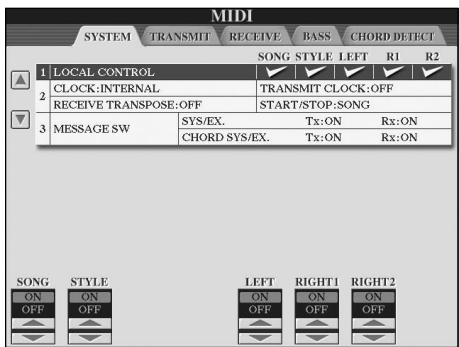 MIDI
SYSTEM TRANSMIT RECEIVE BASS CHORD DETECT
SONG STYLE LEFT R1 R2
1 LOCAL CONTROL
2 CLOCK:INTERNAL TRANSMIT CLOCK:OFF
RECEIVE TRANSPOSE:OFF START/STOP:SONG
3 MESSAGE SW SYS/EX. Tx:ON Rx:ON
CHORD SYS/EX. Tx:ON Rx:ON
SONG STYLE LEFT RIGHT1 RIGHT2
ON ON ON ON ON
OFF OFF OFF OFF OFF